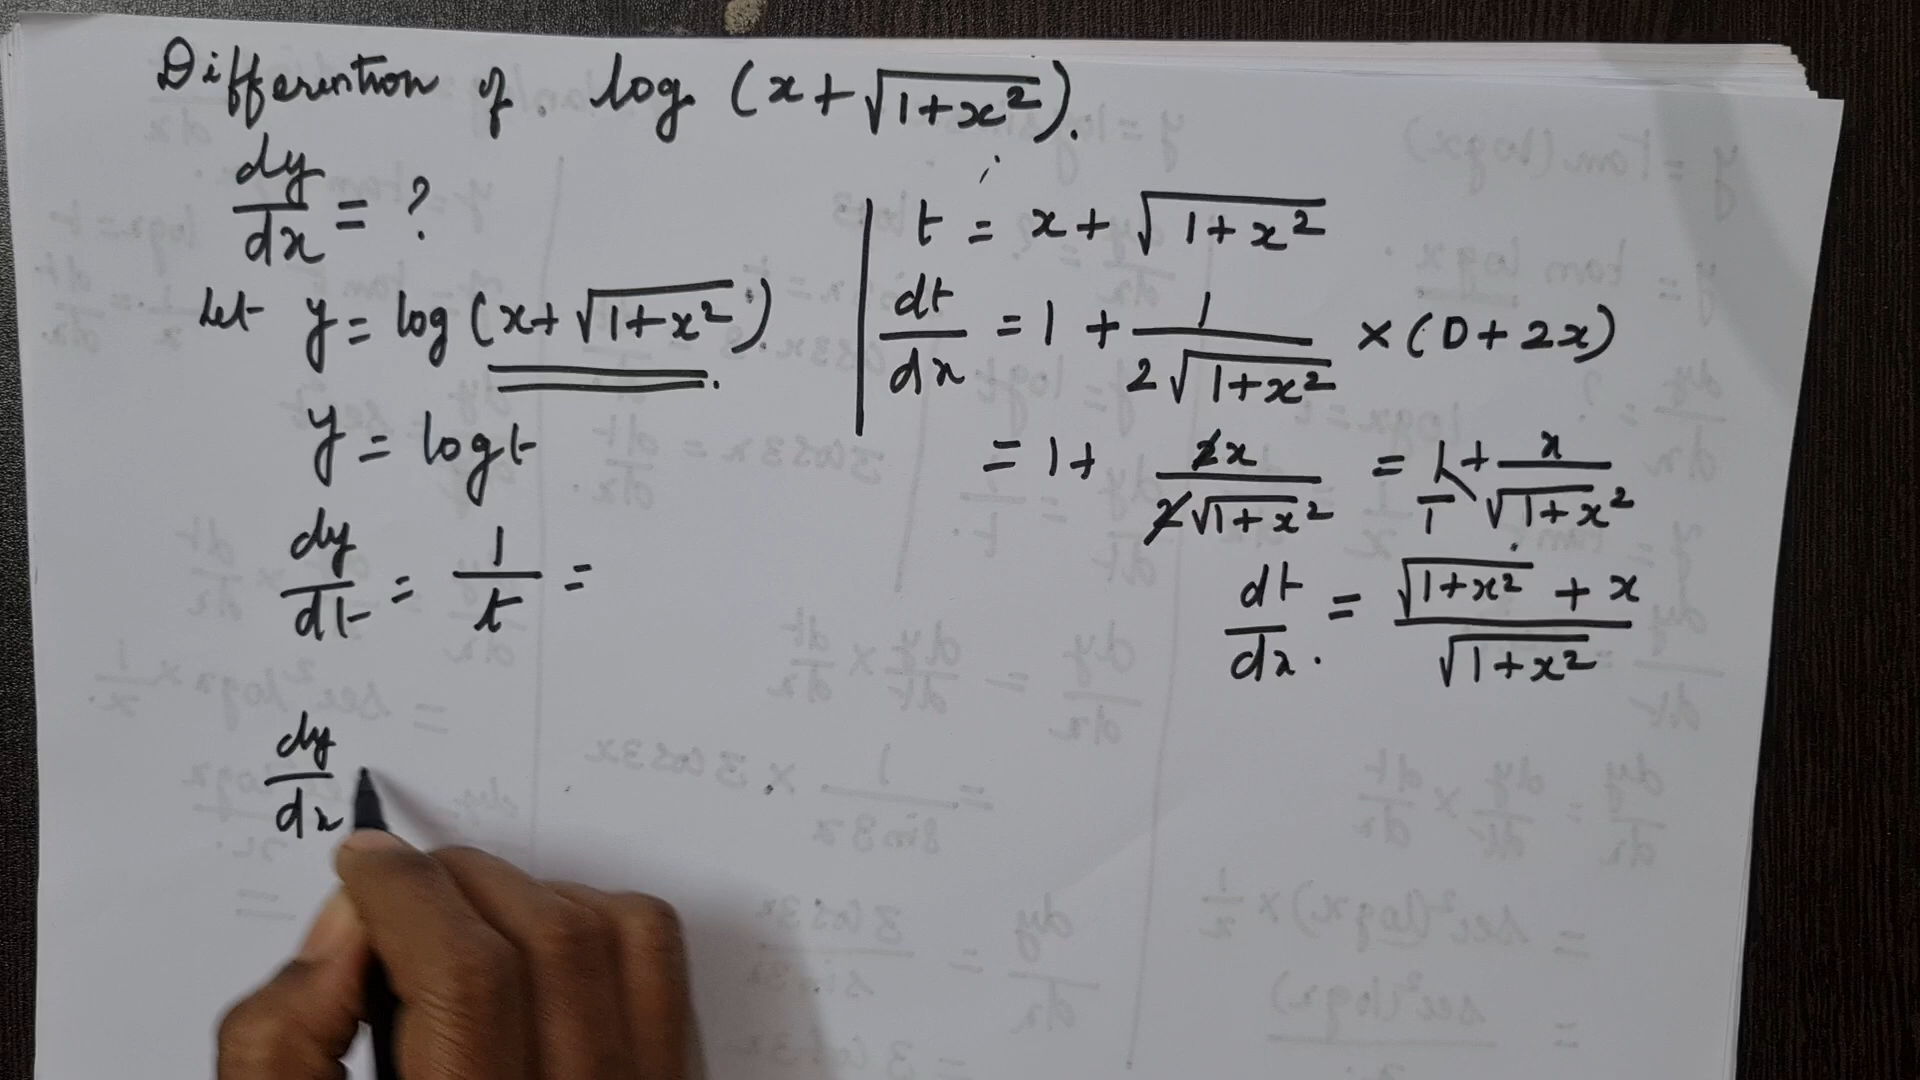 Differention of. log (x+√1+x²).
dy/dx = ?
Let y = log (x+√1+x²).
y = log t
dy/dt = 1/t =
dy/dx
t = x + √1+x²
dt/dx = 1 + 1/2√1+x² × (0+2x)
= 1 + 2x/2√1+x² = 1/1 + x/√1+x²
dt/dx. = √1+x² + x/√1+x²